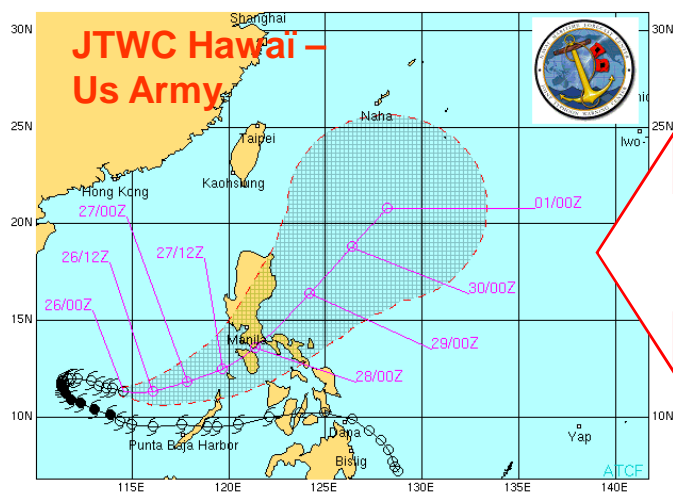 Shanghai
30N
30N
JTWC Hawaï –
Us Army
Naha
25N
25N
Taipei
Iwo
Hong Kong
Kaohsiung
27/00Z
01/00Z
20N
20N
26/12Z
27/12Z
30/00Z
26/00Z
15N
15N
Manila
29/00Z
28/00Z
10N
10N
Dapa
Yap
Punta Baja Harbor
Bislig
ATCF
115E
120E
125E
130E
135E
140E